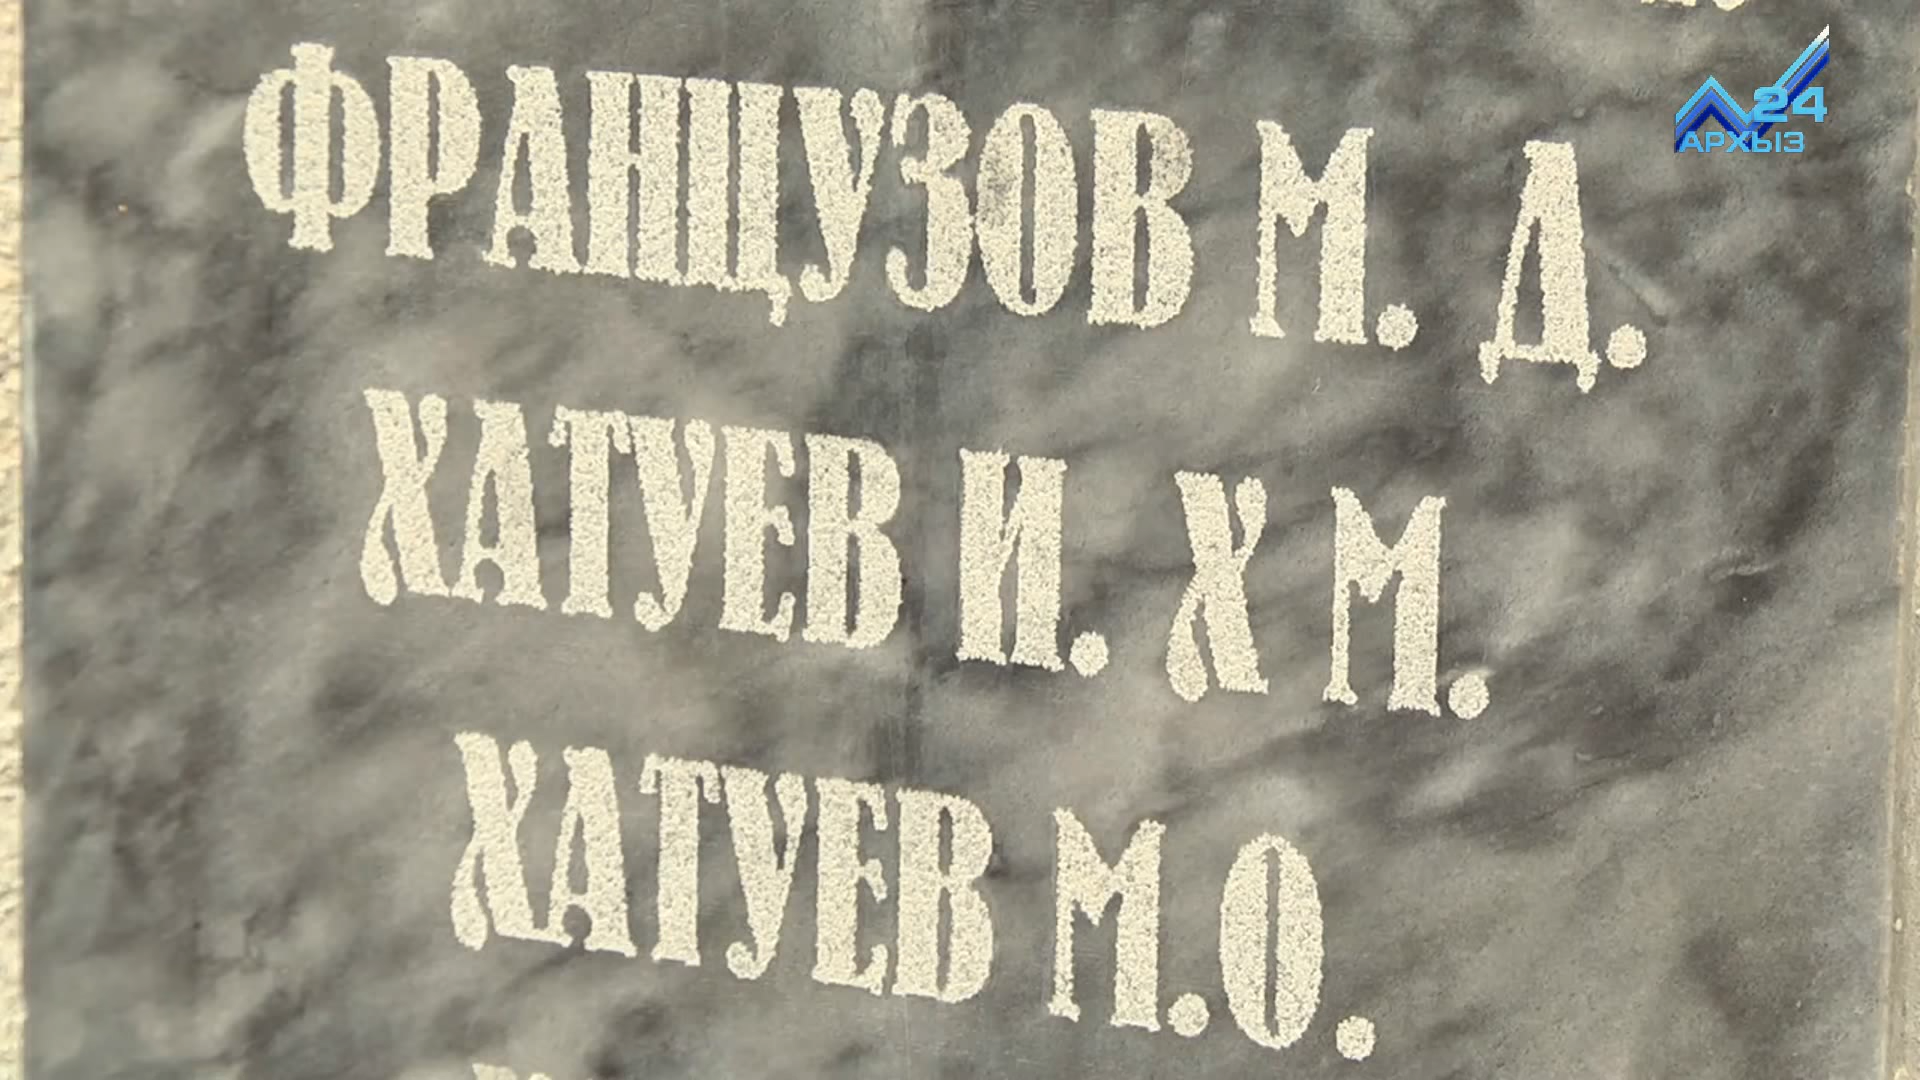 ФРАНЦУЗОВ М. Д.
24
АРХЫЗ
ХАТУЕВ И. Х М.
ХАТУЕВ М.О.